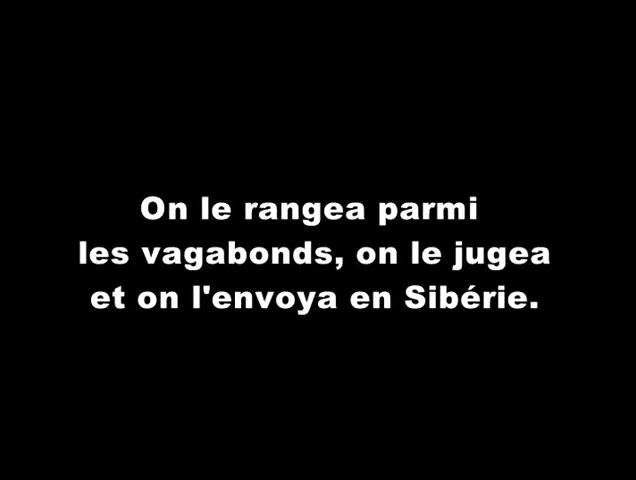 On le rangea parmi
les vagabonds, on le jugea
et on l'envoya en Sibérie.